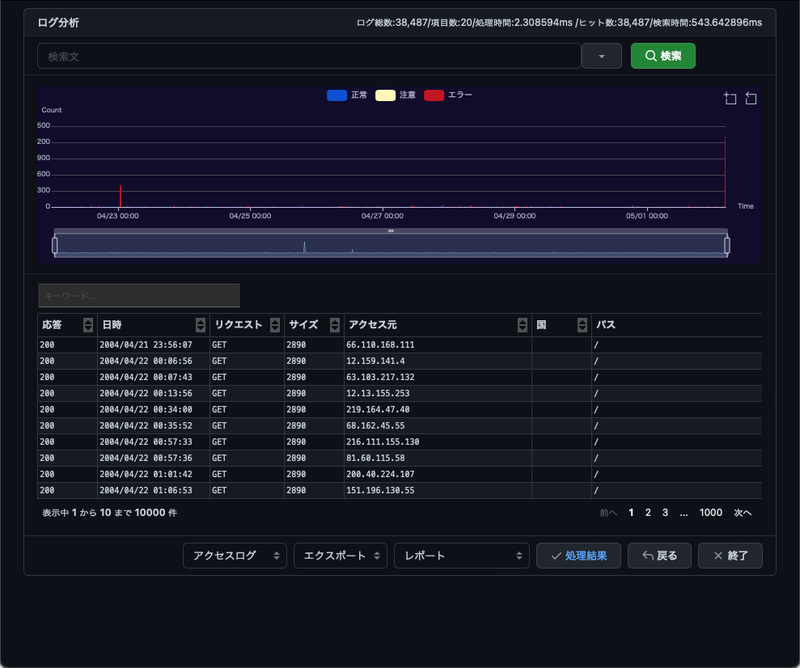 ログ分析
ログ総数:38,487/項目数:20/処理時間:2.308594ms /ヒット数:38,487/検索時間:543.642896ms
検索文
検索
正常 注意 エラー
Count
500
200
900
600
300
0
04/23 00:00 04/25 00:00 04/27 00:00 04/29 00:00 05/01 00:00
Time
キーワード...
応答 日時 リクエスト サイズ アクセス元 国 パス
200 2004/04/21 23:56:07 GET 2890 66.110.168.111 /
200 2004/04/22 00:06:56 GET 2890 12.159.141.4 /
200 2004/04/22 00:07:43 GET 2890 63.103.217.132 /
200 2004/04/22 00:13:56 GET 2890 12.13.155.253 /
200 2004/04/22 00:34:00 GET 2890 219.164.47.40 /
200 2004/04/22 00:35:52 GET 2890 68.162.45.55 /
200 2004/04/22 00:57:33 GET 2890 216.111.155.130 /
200 2004/04/22 00:57:36 GET 2890 81.60.115.58 /
200 2004/04/22 01:01:42 GET 2890 200.40.224.107 /
200 2004/04/22 01:06:53 GET 2890 151.196.130.55 /
表示中 1 から 10 まで 10000 件
前へ 1 2 3 ... 1000 次へ
アクセスログ エクスポート レポート 処理結果 戻る 終了